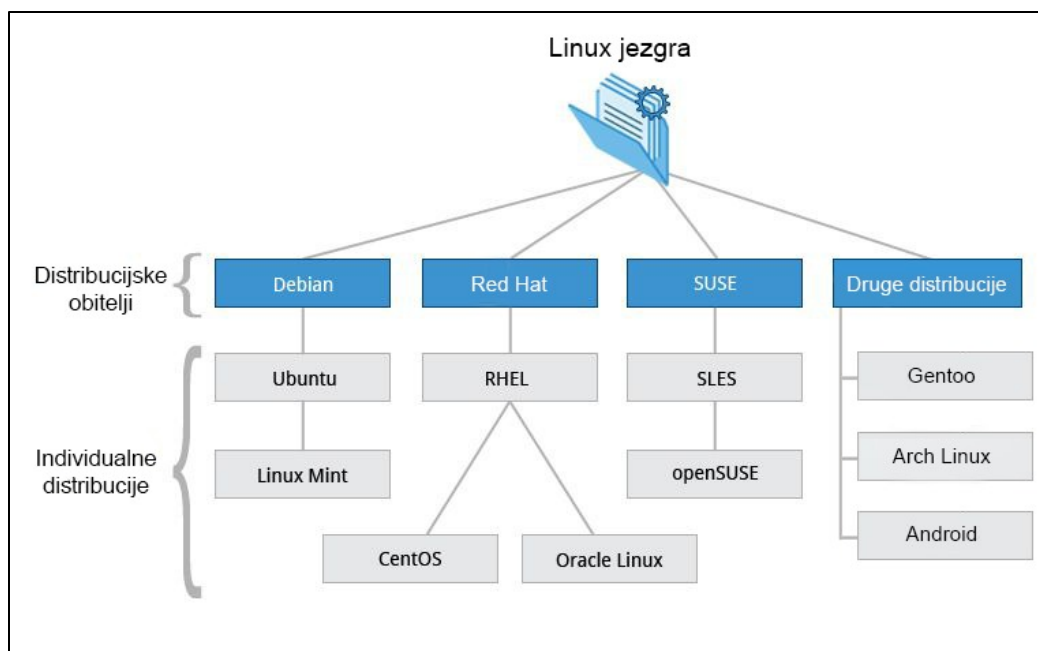 Linux jezgra
Distribucijske
obitelji
Debian
Red Hat
SUSE
Druge distribucije
Individualne
distribucije
Ubuntu
RHEL
SLES
Gentoo
Linux Mint
openSUSE
Arch Linux
CentOS
Oracle Linux
Android